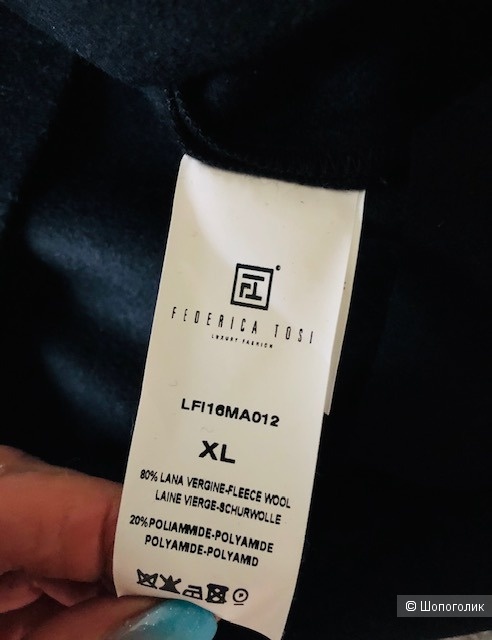 FEDERICA TOSI
LUXURY FASHION
LFI16MA012
XL
80% LANA VERGINE-FLEECE WOOL
LAINE VIERGE-SCHURWOLLE
20%POLIAMMIDE-POLYAMIDE
POLYAMIDE-POLYAMID
© Шопоголик